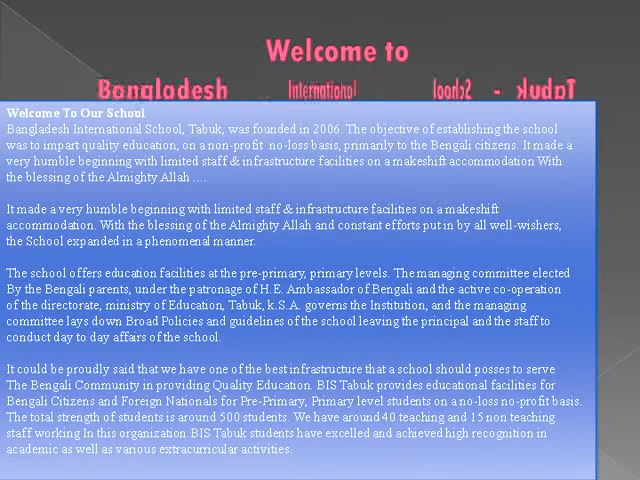 Welcome to
Bangladesh International School - Tabuk
Welcome To Our School
Bangladesh International School, Tabuk, was founded in 2006. The objective of establishing the school
was to impart quality education, on a non-profit no-loss basis, primarily to the Bengali citizens. It made a
very humble beginning with limited staff & infrastructure facilities on a makeshift accommodation With
the blessing of the Almighty Allah ....
It made a very humble beginning with limited staff & infrastructure facilities on a makeshift
accommodation. With the blessing of the Almighty Allah and constant efforts put in by all well-wishers,
the School expanded in a phenomenal manner.
The school offers education facilities at the pre-primary, primary levels. The managing committee elected
By the Bengali parents, under the patronage of H.E. Ambassador of Bengali and the active co-operation
of the directorate, ministry of Education, Tabuk, k.S.A. governs the Institution, and the managing
committee lays down Broad Policies and guidelines of the school leaving the principal and the staff to
conduct day to day affairs of the school.
It could be proudly said that we have one of the best infrastructure that a school should posses to serve
The Bengali Community in providing Quality Education. BIS Tabuk provides educational facilities for
Bengali Citizens and Foreign Nationals for Pre-Primary, Primary level students on a no-loss no-profit basis.
The total strength of students is around 500 students. We have around 40 teaching and 15 non teaching
staff working In this organization.BIS Tabuk students have excelled and achieved high recognition in
academic as well as various extracurricular activities.